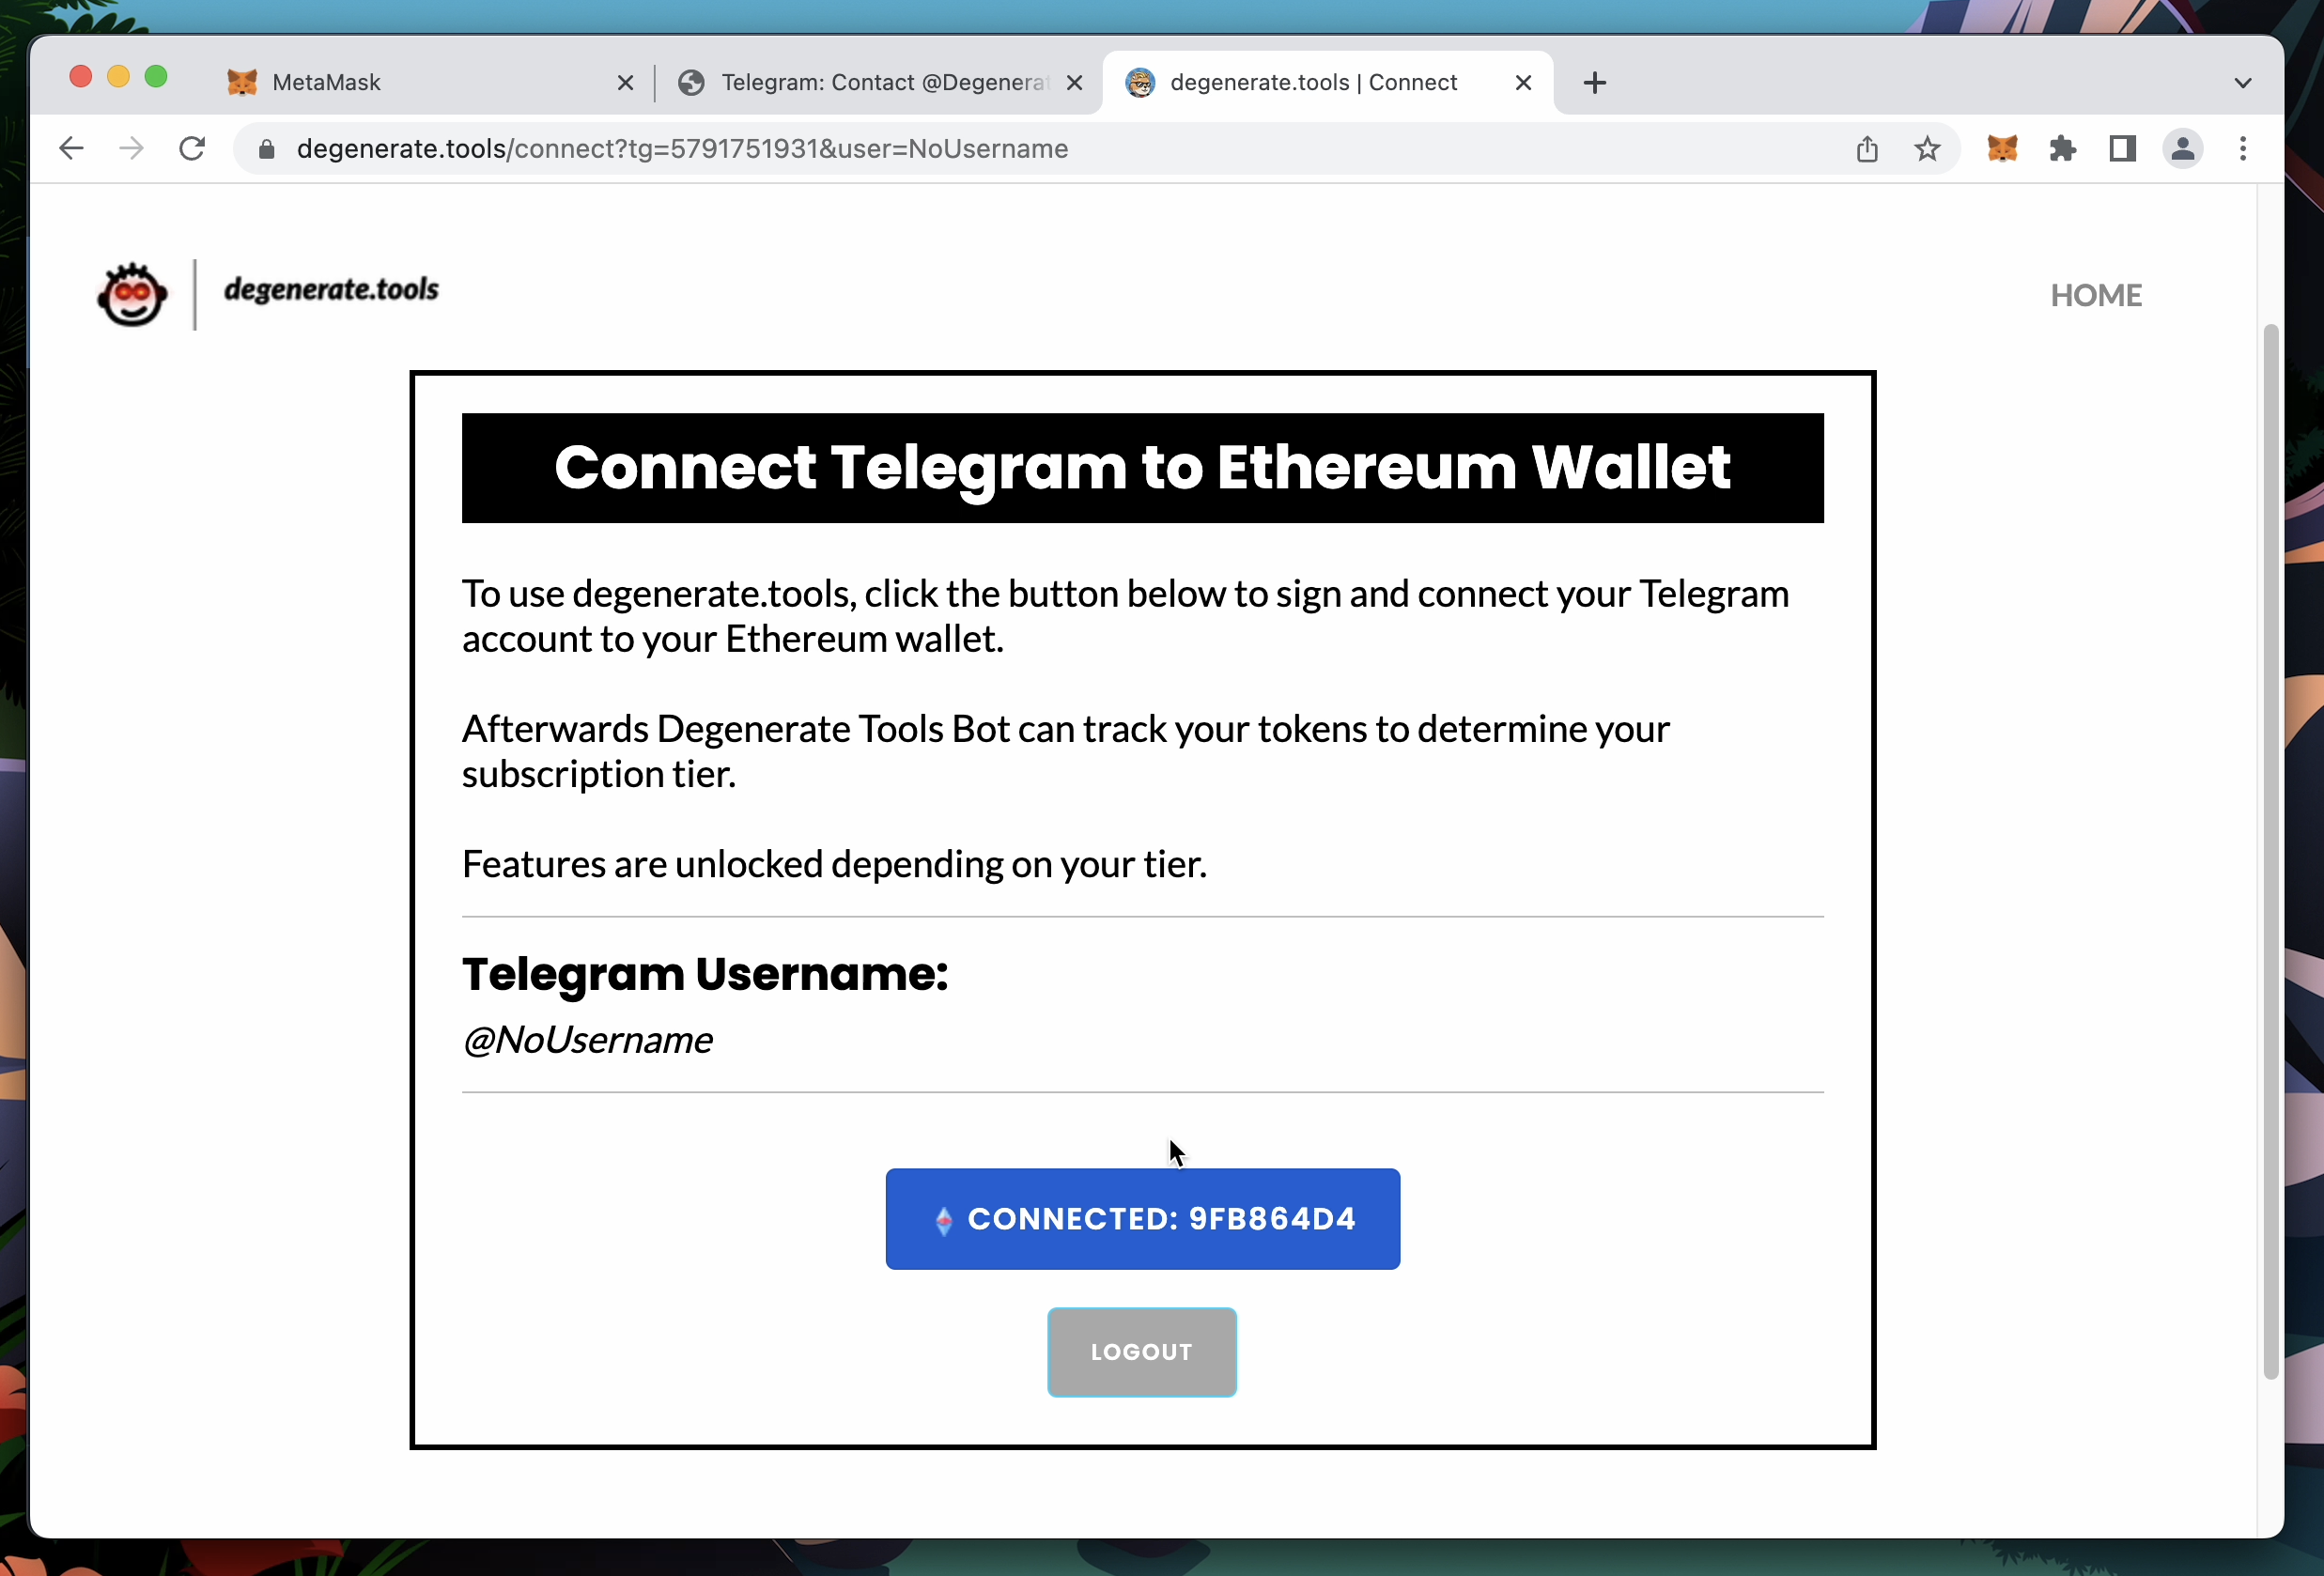 MetaMask
Telegram: Contact @Degenerat
degenerate.tools | Connect
degenerate.tools/connect?tg=5791751931&user=NoUsername
degenerate.tools
HOME
Connect Telegram to Ethereum Wallet
To use degenerate.tools, click the button below to sign and connect your Telegram
account to your Ethereum wallet.
Afterwards Degenerate Tools Bot can track your tokens to determine your
subscription tier.
Features are unlocked depending on your tier.
Telegram Username:
@NoUsername
CONNECTED: 9FB864D4
LOGOUT